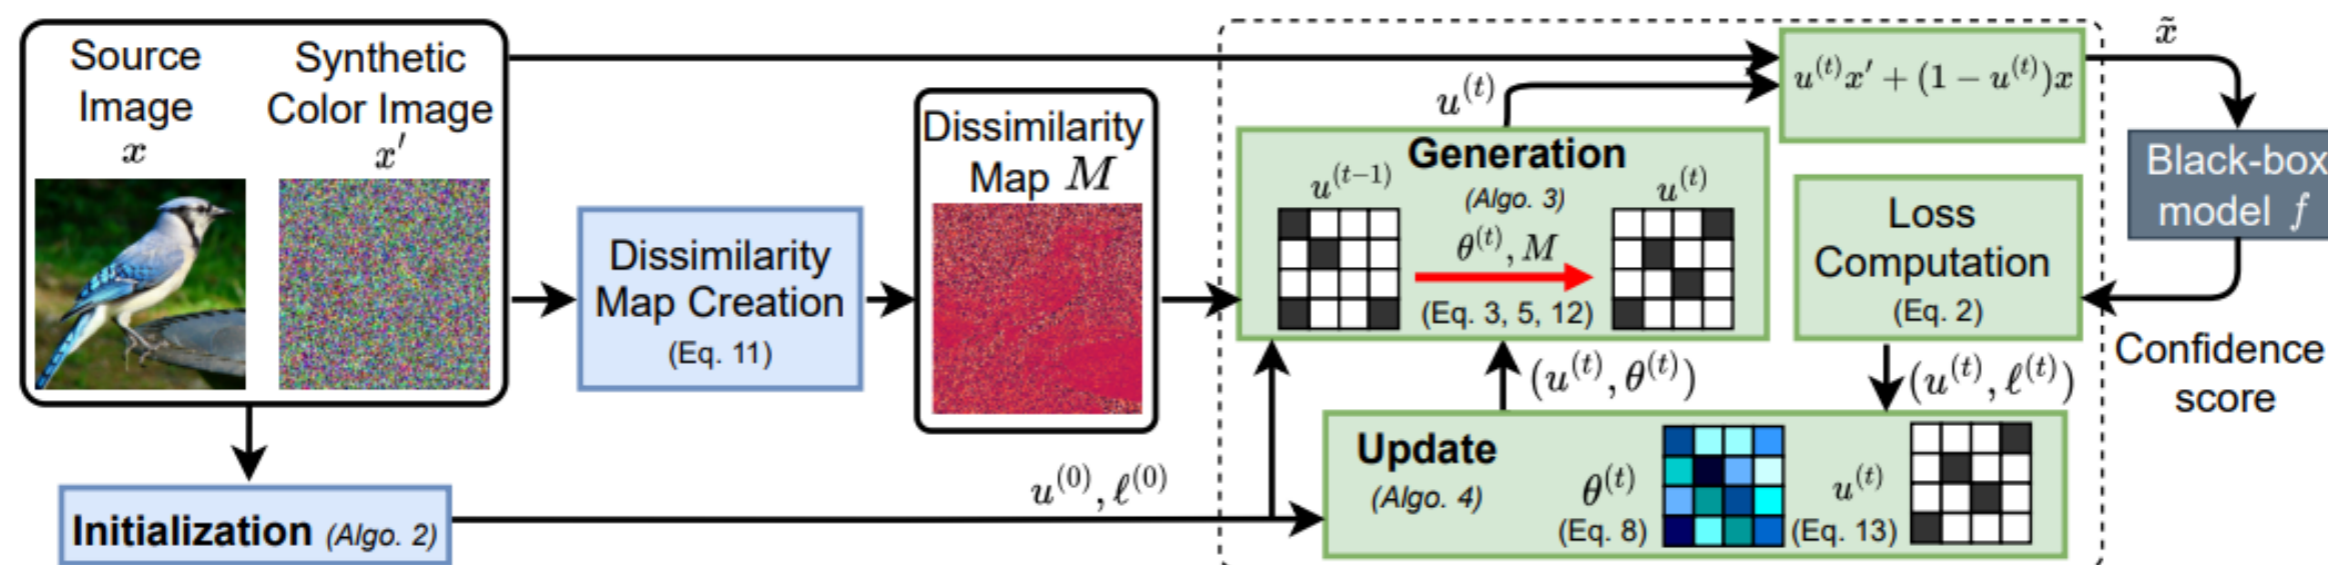 Source
Image
x
Synthetic
Color Image
x′
Dissimilarity
Map Creation
(Eq. 11)
Dissimilarity
Map M
Initialization (Algo. 2)
u^(0), ℓ^(0)
Generation
(Algo. 3)
u^(t−1)
θ^(t), M
(Eq. 3, 5, 12)
u^(t)
u^(t)
u^(t)x′ + (1 − u^(t))x
x̃
Black-box
model f
Confidence
score
Loss
Computation
(Eq. 2)
(u^(t), ℓ^(t))
(u^(t), θ^(t))
Update
(Algo. 4)
θ^(t)
(Eq. 8)
u^(t)
(Eq. 13)